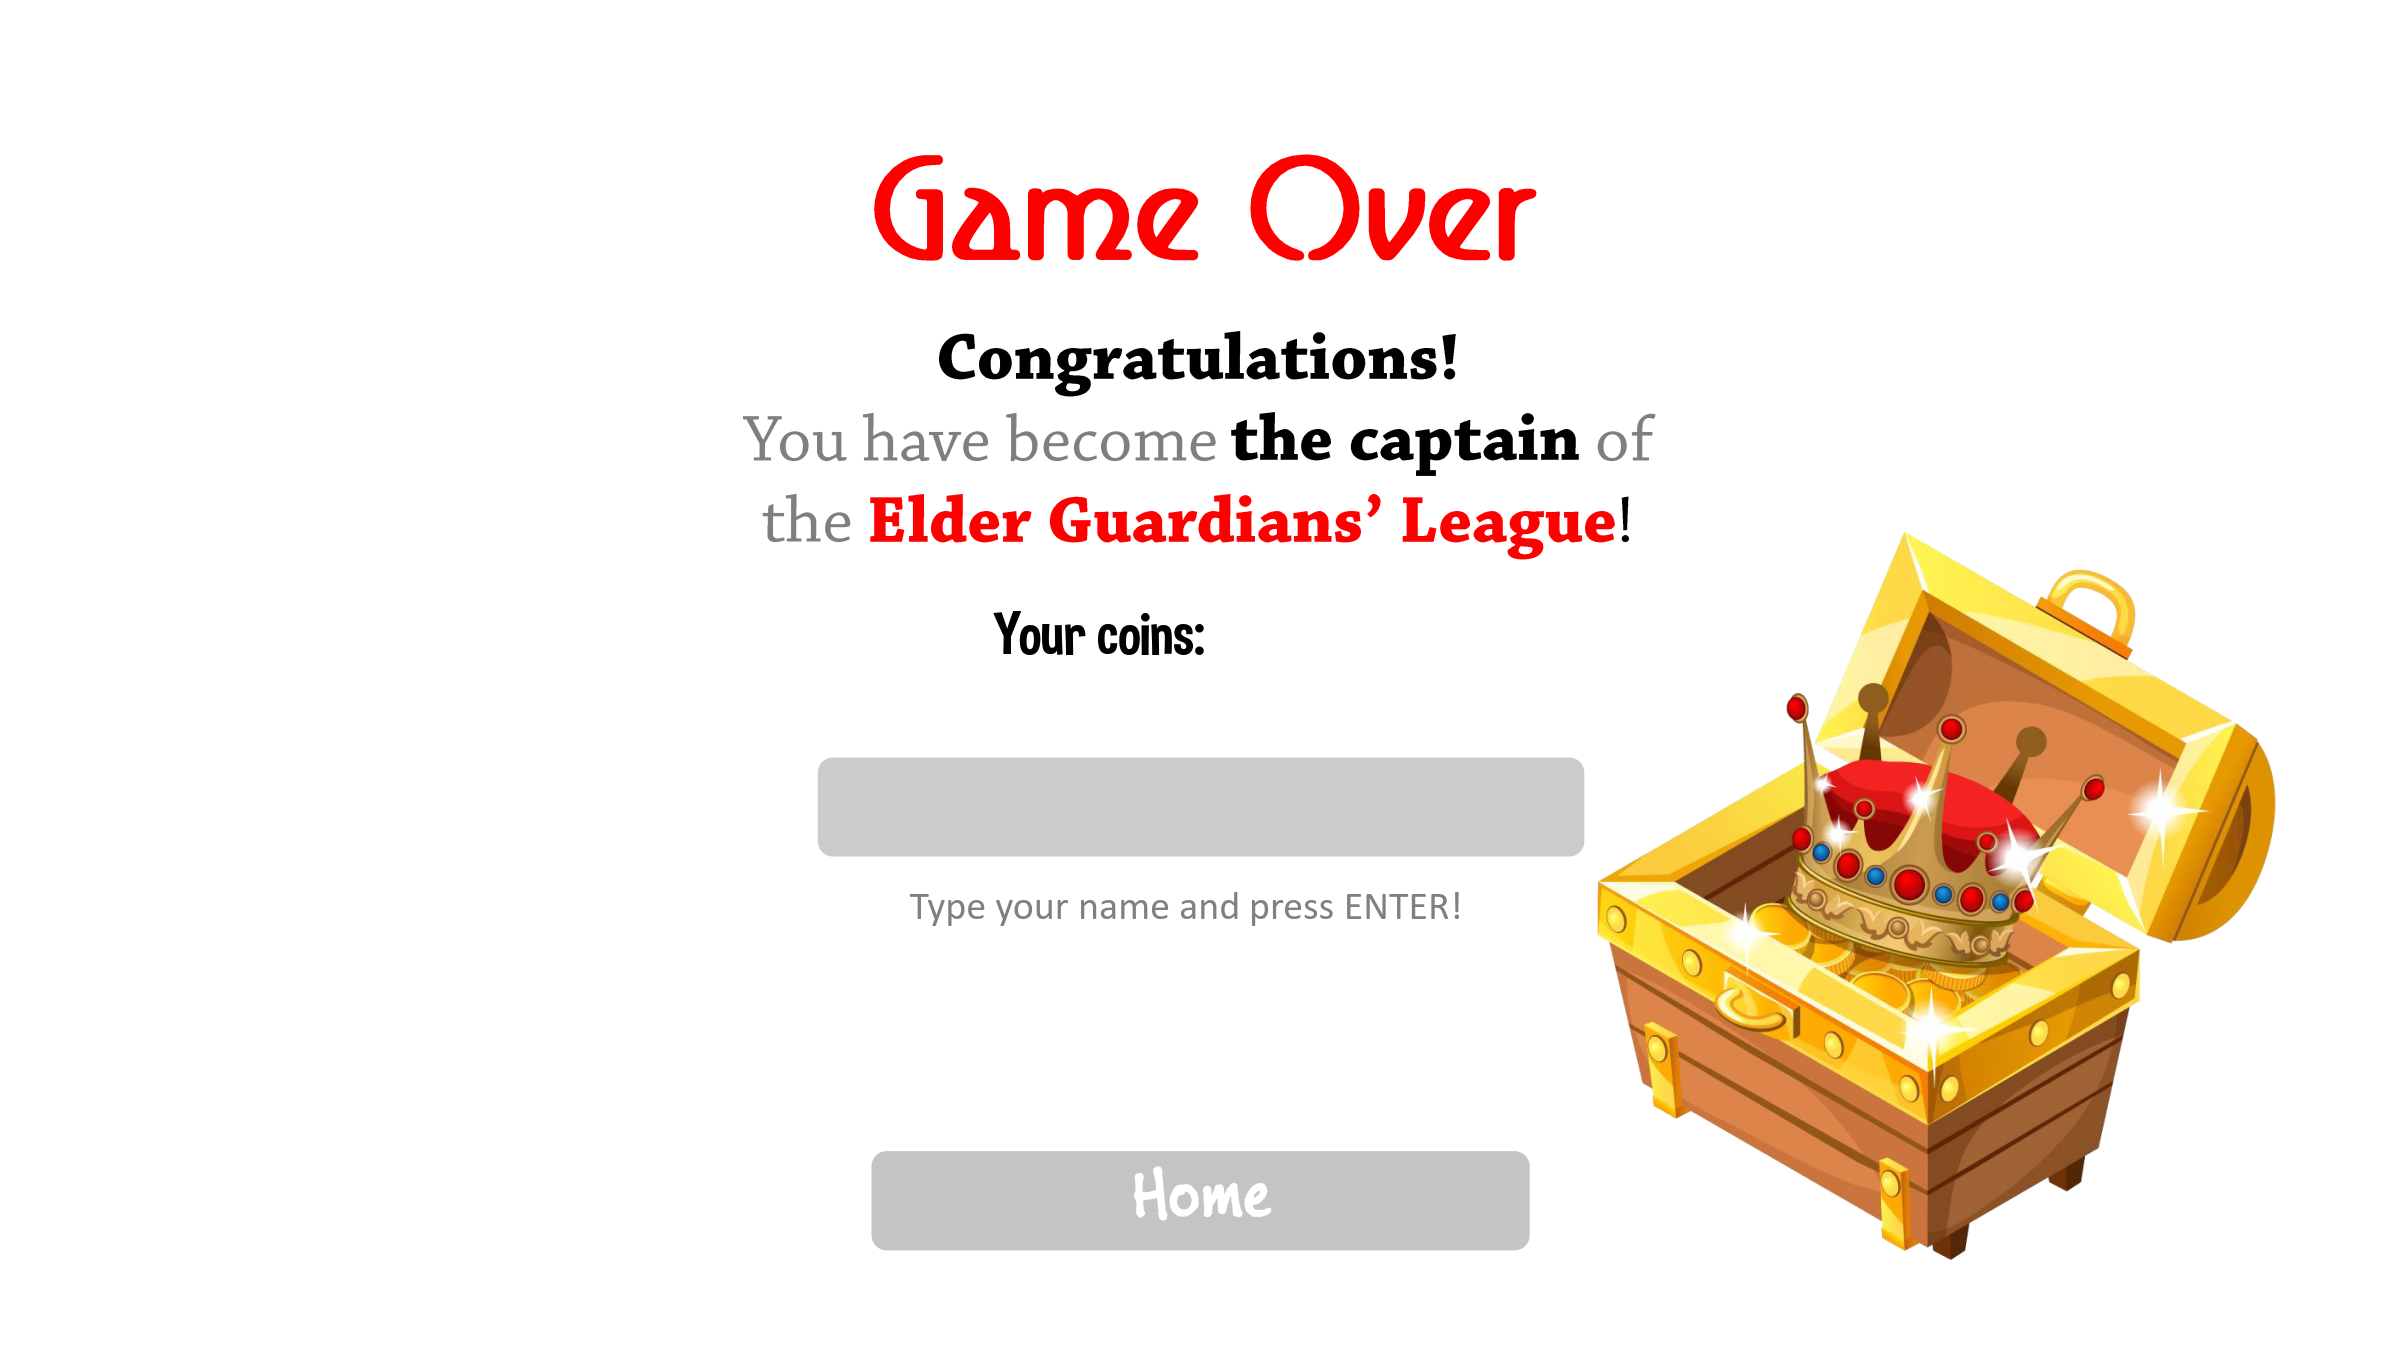 Game Over
Congratulations!
You have become the captain of
the Elder Guardians’ League!
Your coins:
Type your name and press ENTER!
Home